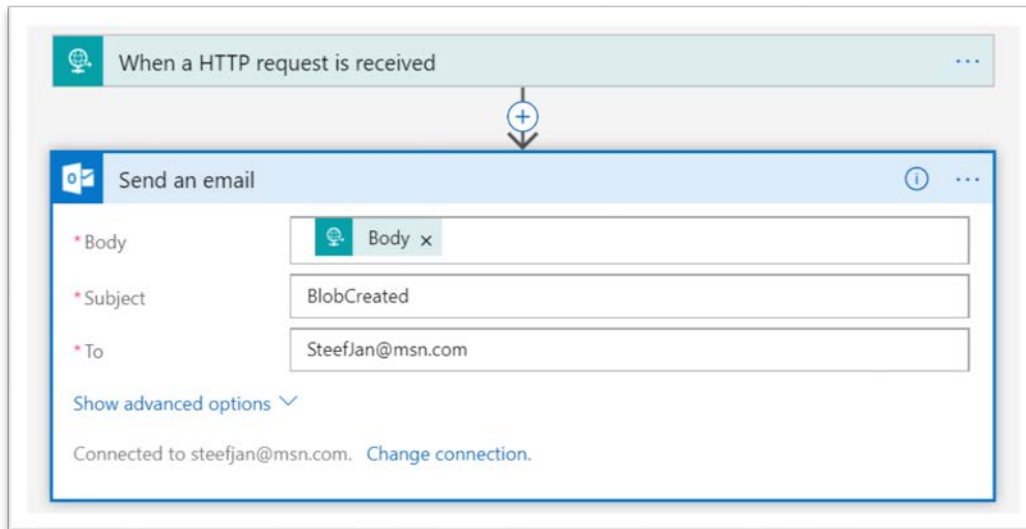 When a HTTP request is received
Send an email
* Body
Body ×
* Subject
BlobCreated
* To
SteefJan@msn.com
Show advanced options
Connected to steefjan@msn.com. Change connection.